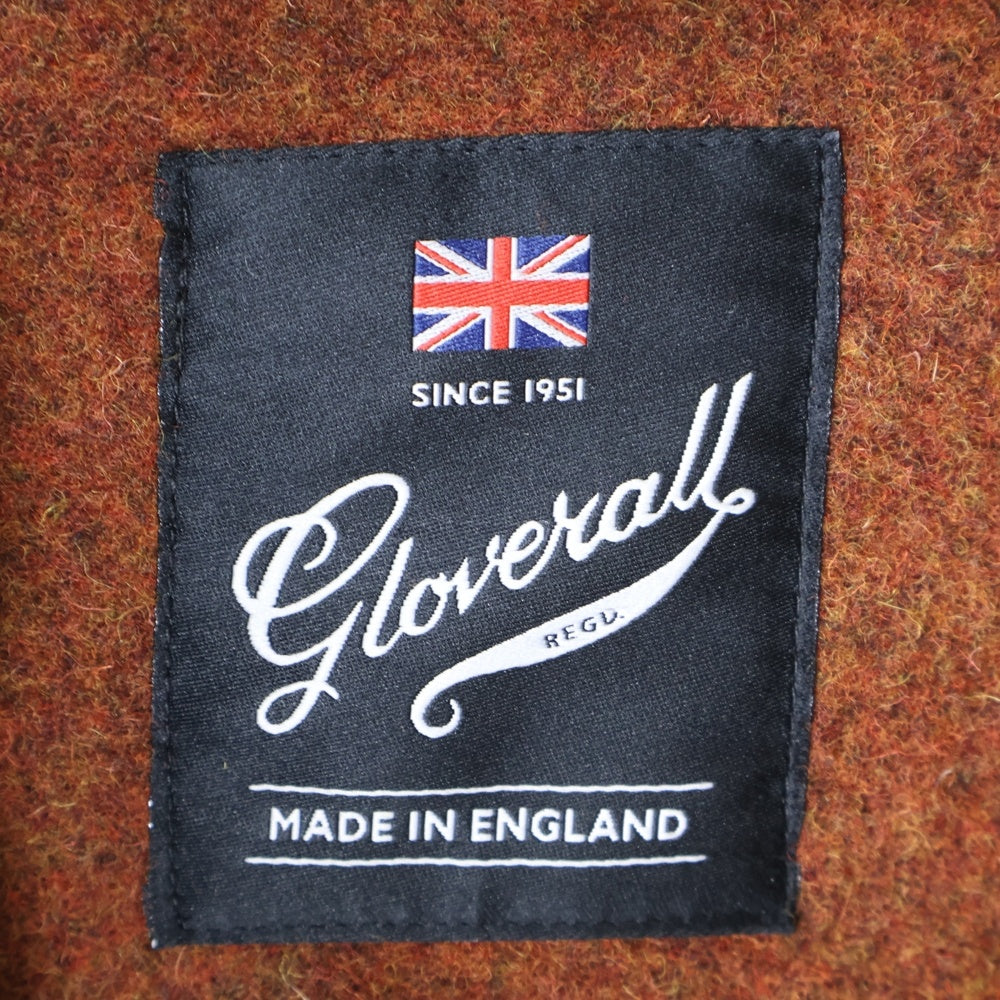 SINCE 1951
Gloverall
REGD.
MADE IN ENGLAND